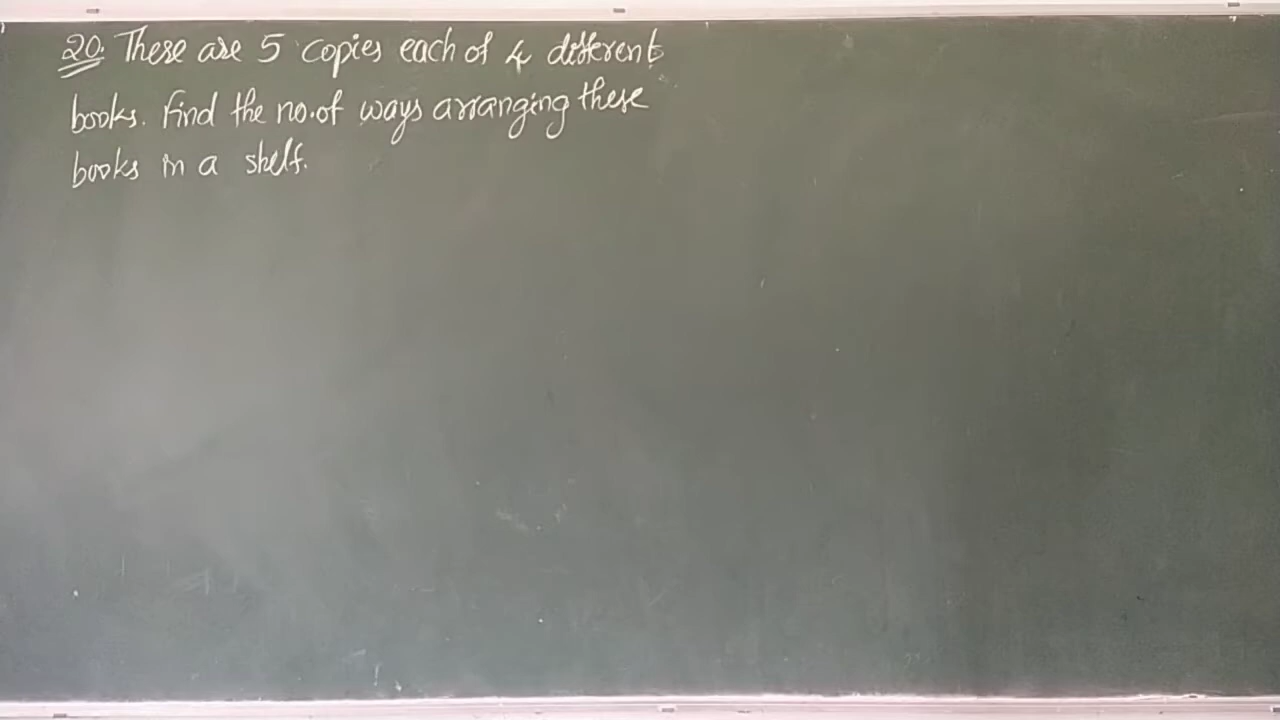 20. There are 5 copies each of 4 different
books. Find the no.of ways arranging these
books in a shelf.